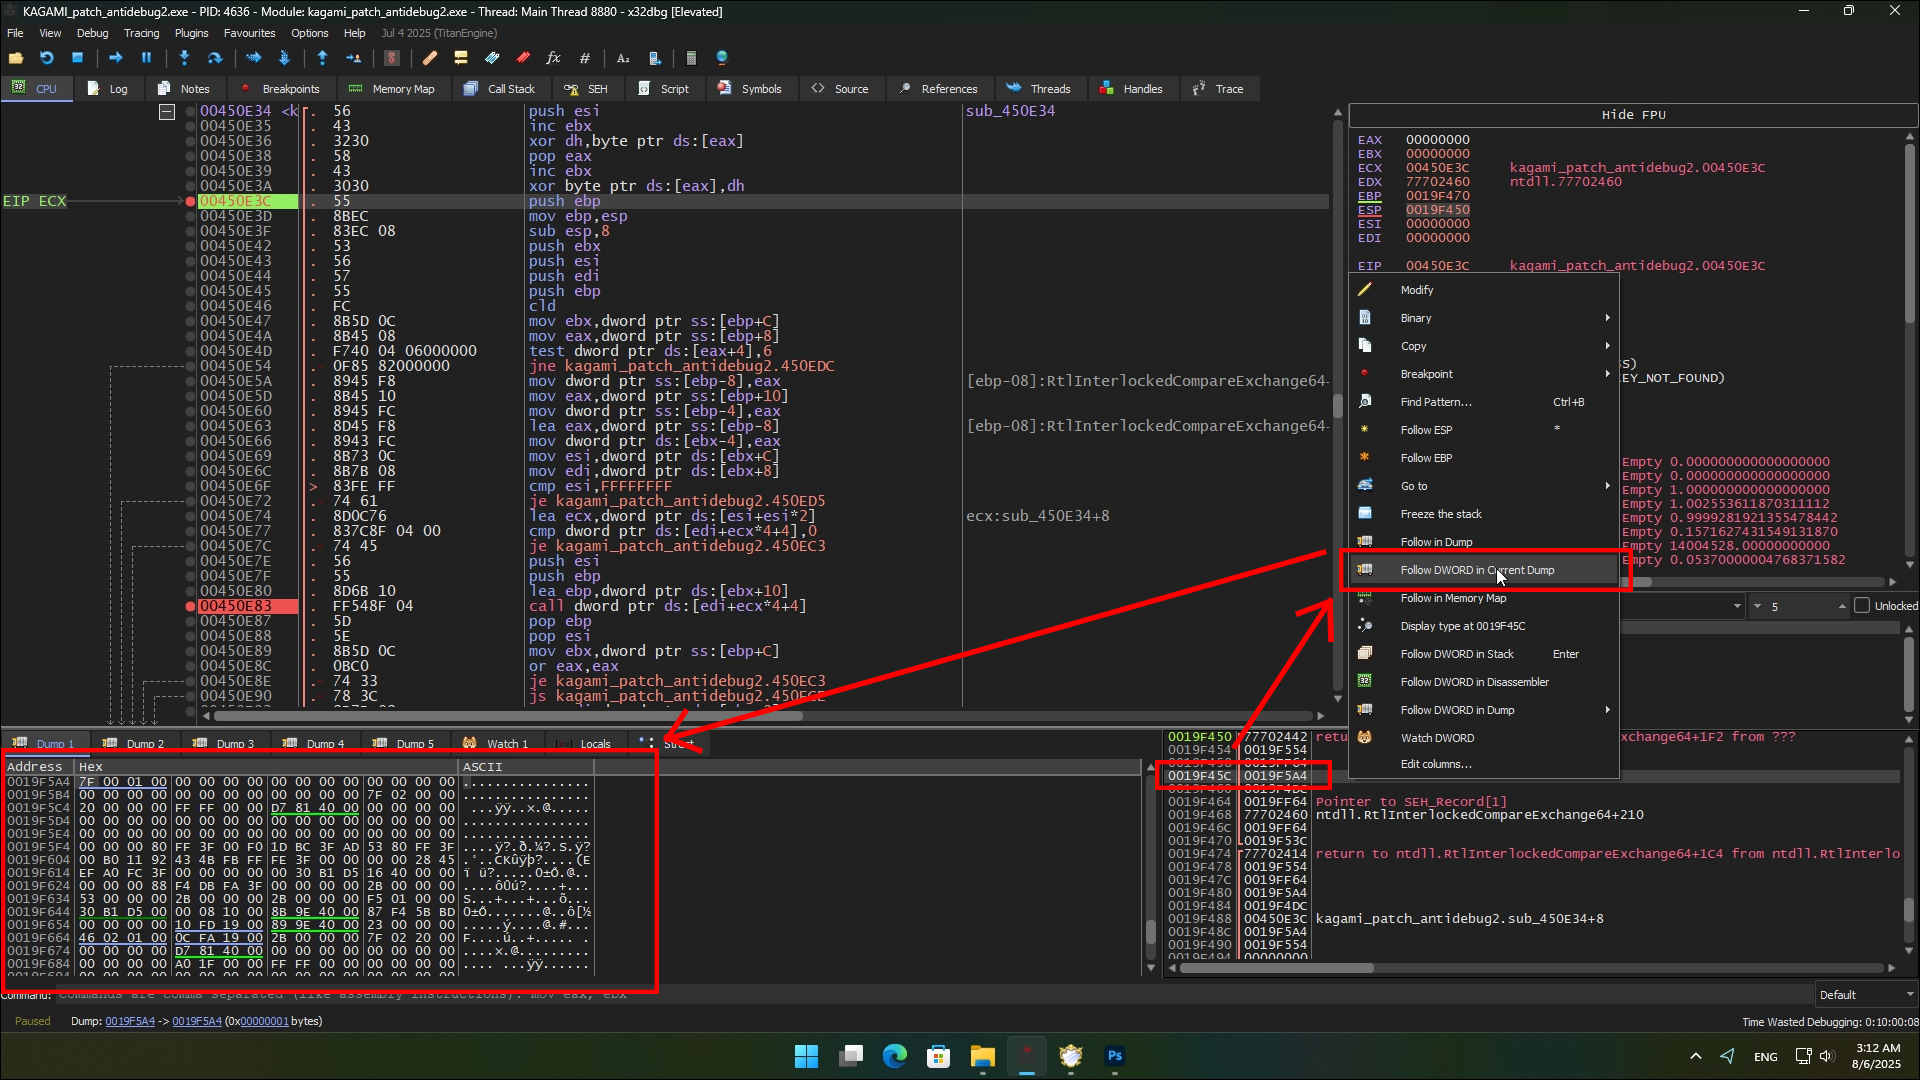 KAGAMI_patch_antidebug2.exe - PID: 4636 - Module: kagami_patch_antidebug2.exe - Thread: Main Thread 8880 - x32dbg [Elevated]
File View Debug Tracing Plugins Favourites Options Help Jul 4 2025 (TitanEngine)
CPU Log Notes Breakpoints Memory Map Call Stack SEH Script Symbols Source References Threads Handles Trace
00450E34 <k . 56 push esi sub_450E34
00450E35 . 43 inc ebx
00450E36 . 3230 xor dh,byte ptr ds:[eax]
00450E38 . 58 pop eax
00450E39 . 43 inc ebx
00450E3A . 3030 xor byte ptr ds:[eax],dh
EIP ECX 00450E3C . 55 push ebp
00450E3D . 8BEC mov ebp,esp
00450E3F . 83EC 08 sub esp,8
00450E42 . 53 push ebx
00450E43 . 56 push esi
00450E44 . 57 push edi
00450E45 . 55 push ebp
00450E46 . FC cld
00450E47 . 8B5D 0C mov ebx,dword ptr ss:[ebp+C]
00450E4A . 8B45 08 mov eax,dword ptr ss:[ebp+8]
00450E4D . F740 04 06000000 test dword ptr ds:[eax+4],6
00450E54 . 0F85 82000000 jne kagami_patch_antidebug2.450EDC
00450E5A . 8945 F8 mov dword ptr ss:[ebp-8],eax [ebp-08]:RtlInterlockedCompareExchange64-
00450E5D . 8B45 10 mov eax,dword ptr ss:[ebp+10]
00450E60 . 8945 FC mov dword ptr ss:[ebp-4],eax
00450E63 . 8D45 F8 lea eax,dword ptr ss:[ebp-8] [ebp-08]:RtlInterlockedCompareExchange64-
00450E66 . 8943 FC mov dword ptr ds:[ebx-4],eax
00450E69 . 8B73 0C mov esi,dword ptr ds:[ebx+C]
00450E6C . 8B7B 08 mov edi,dword ptr ds:[ebx+8]
00450E6F > 83FE FF cmp esi,FFFFFFFF
00450E72 . 74 61 je kagami_patch_antidebug2.450ED5
00450E74 . 8D0C76 lea ecx,dword ptr ds:[esi+esi*2] ecx:sub_450E34+8
00450E77 . 837C8F 04 00 cmp dword ptr ds:[edi+ecx*4+4],0
00450E7C . 74 45 je kagami_patch_antidebug2.450EC3
00450E7E . 56 push esi
00450E7F . 55 push ebp
00450E80 . 8D6B 10 lea ebp,dword ptr ds:[ebx+10]
00450E83 . FF548F 04 call dword ptr ds:[edi+ecx*4+4]
00450E87 . 5D pop ebp
00450E88 . 5E pop esi
00450E89 . 8B5D 0C mov ebx,dword ptr ss:[ebp+C]
00450E8C . 0BC0 or eax,eax
00450E8E . 74 33 je kagami_patch_antidebug2.450EC3
00450E90 . 78 3C js kagami_patch_antidebug2.450ECE
Hide FPU
EAX 00000000
EBX 00000000
ECX 00450E3C kagami_patch_antidebug2.00450E3C
EDX 77702460 ntdll.77702460
EBP 0019F470
ESP 0019F450
ESI 00000000
EDI 00000000
EIP 00450E3C kagami_patch_antidebug2.00450E3C
Modify
Binary
Copy
Breakpoint
Find Pattern... Ctrl+B
Follow ESP *
Follow EBP
Go to
Freeze the stack
Follow in Dump
Follow DWORD in Current Dump
Follow in Memory Map
Display type at 0019F45C
Follow DWORD in Stack Enter
Follow DWORD in Disassembler
Follow DWORD in Dump
Watch DWORD
Edit columns...
SS)
EY_NOT_FOUND)
Empty 0.000000000000000000
Empty 0.000000000000000000
Empty 1.000000000000000000
Empty 1.002553611870311112
Empty 0.9999281921355478442
Empty 0.1571627431549131870
Empty 14004528.00000000000
Empty 0.05370000004768371582
5 Unlocked
Dump 1 Dump 2 Dump 3 Dump 4 Dump 5 Watch 1 Locals
Address Hex ASCII
0019F5A4 7F 00 01 00 00 00 00 00 00 00 00 00 00 00 00 00 ................
0019F5B4 00 00 00 00 00 00 00 00 00 00 00 00 7F 02 00 00 ................
0019F5C4 20 00 00 00 FF FF 00 00 D7 81 40 00 00 00 00 00 ....ÿÿ..×.@.....
0019F5D4 00 00 00 00 00 00 00 00 00 00 00 00 00 00 00 00 ................
0019F5E4 00 00 00 00 00 00 00 00 00 00 00 00 00 00 00 00 ................
0019F5F4 00 00 00 80 FF 3F 00 F0 1D BC 3F AD 53 80 FF 3F ....ÿ?.ð.¼?.S.ÿ?
0019F604 00 B0 11 92 43 4B FB FF FE 3F 00 00 00 00 28 45 .°..CKûÿþ?....(E
0019F614 EF A0 FC 3F 00 00 00 00 00 30 B1 D5 16 40 00 00 ï ü?.....0±Õ.@..
0019F624 00 00 00 88 F4 DB FA 3F 00 00 00 00 2B 00 00 00 ....ôÛú?....+...
0019F634 53 00 00 00 2B 00 00 00 2B 00 00 00 F5 01 00 00 S...+...+...õ...
0019F644 30 B1 D5 00 00 08 10 00 8B 9E 40 00 87 F4 5B BD 0±Õ.......@..ô[½
0019F654 00 00 00 00 10 FD 19 00 89 9E 40 00 23 00 00 00 .....ý....@.#...
0019F664 46 02 01 00 0C FA 19 00 2B 00 00 00 7F 02 20 00 F....ú..+..... .
0019F674 00 00 00 00 D7 81 40 00 00 00 00 00 00 00 00 00 ....×.@.........
0019F684 00 00 00 00 A0 1F 00 00 FF FF 00 00 00 00 00 00 .... ...ÿÿ......
0019F450 77702442 retu xchange64+1F2 from ???
0019F454 0019F554
0019FF64
0019F45C 0019F5A4
0019F464 0019FF64 Pointer to SEH_Record[1]
0019F468 77702460 ntdll.RtlInterlockedCompareExchange64+210
0019F46C 0019FF64
0019F470 0019F53C
0019F474 77702414 return to ntdll.RtlInterlockedCompareExchange64+1C4 from ntdll.RtlInterlo
0019F478 0019F554
0019F47C 0019FF64
0019F480 0019F5A4
0019F484 0019F4DC
0019F488 00450E3C kagami_patch_antidebug2.sub_450E34+8
0019F48C 0019F5A4
0019F490 0019F554
0019F494 00000000
Command: Commands are comma separated (like assembly instructions): mov eax, ebx
Default
Paused Dump: 0019F5A4 -> 0019F5A4 (0x00000001 bytes) Time Wasted Debugging: 0:10:00:08
ENG
3:12 AM
8/6/2025